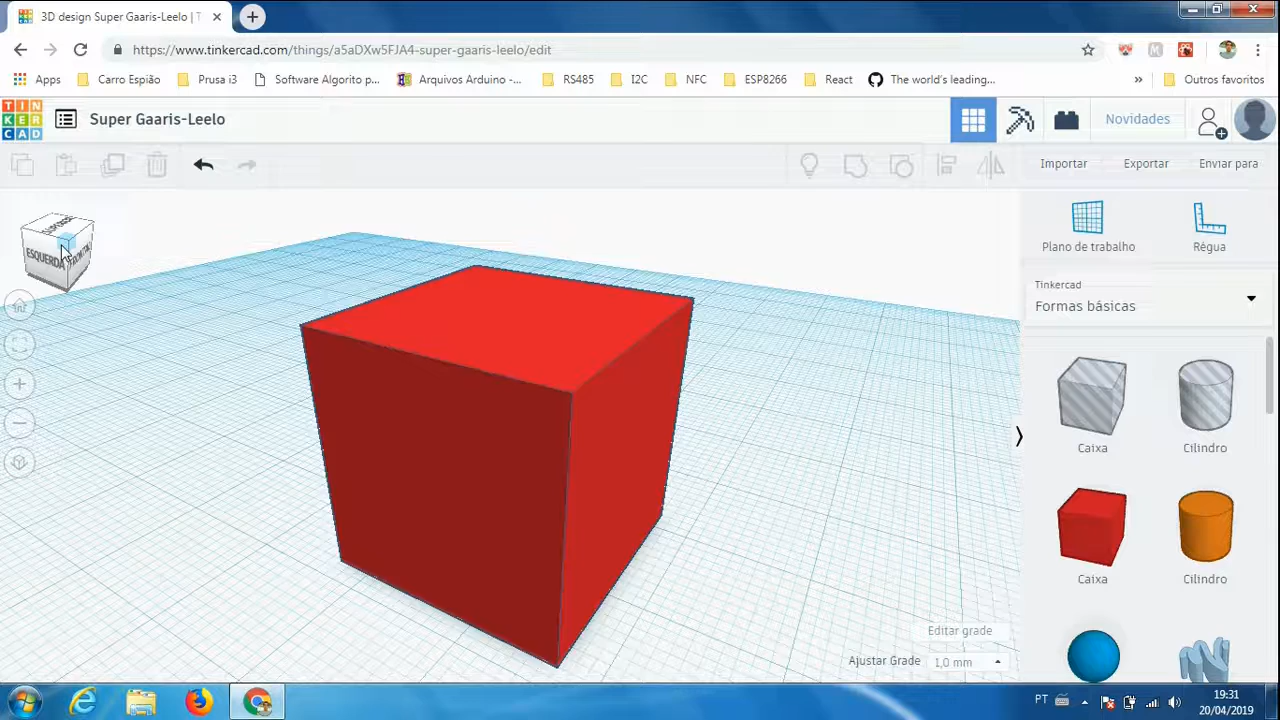 3D design Super Gaaris-Leelo | T
https://www.tinkercad.com/things/a5aDXw5FJA4-super-gaaris-leelo/edit
Apps Carro Espião Prusa i3 Software Algorito p... Arquivos Arduino -... RS485 I2C NFC ESP8266 React The world's leading... » Outros favoritos
TIN
KER
CAD
Super Gaaris-Leelo
Novidades
Importar Exportar Enviar para
ESQUERDA
Plano de trabalho Régua
Tinkercad
Formas básicas
Caixa Cilindro
Caixa Cilindro
Editar grade
Ajustar Grade 1,0 mm
PT
19:31
20/04/2019